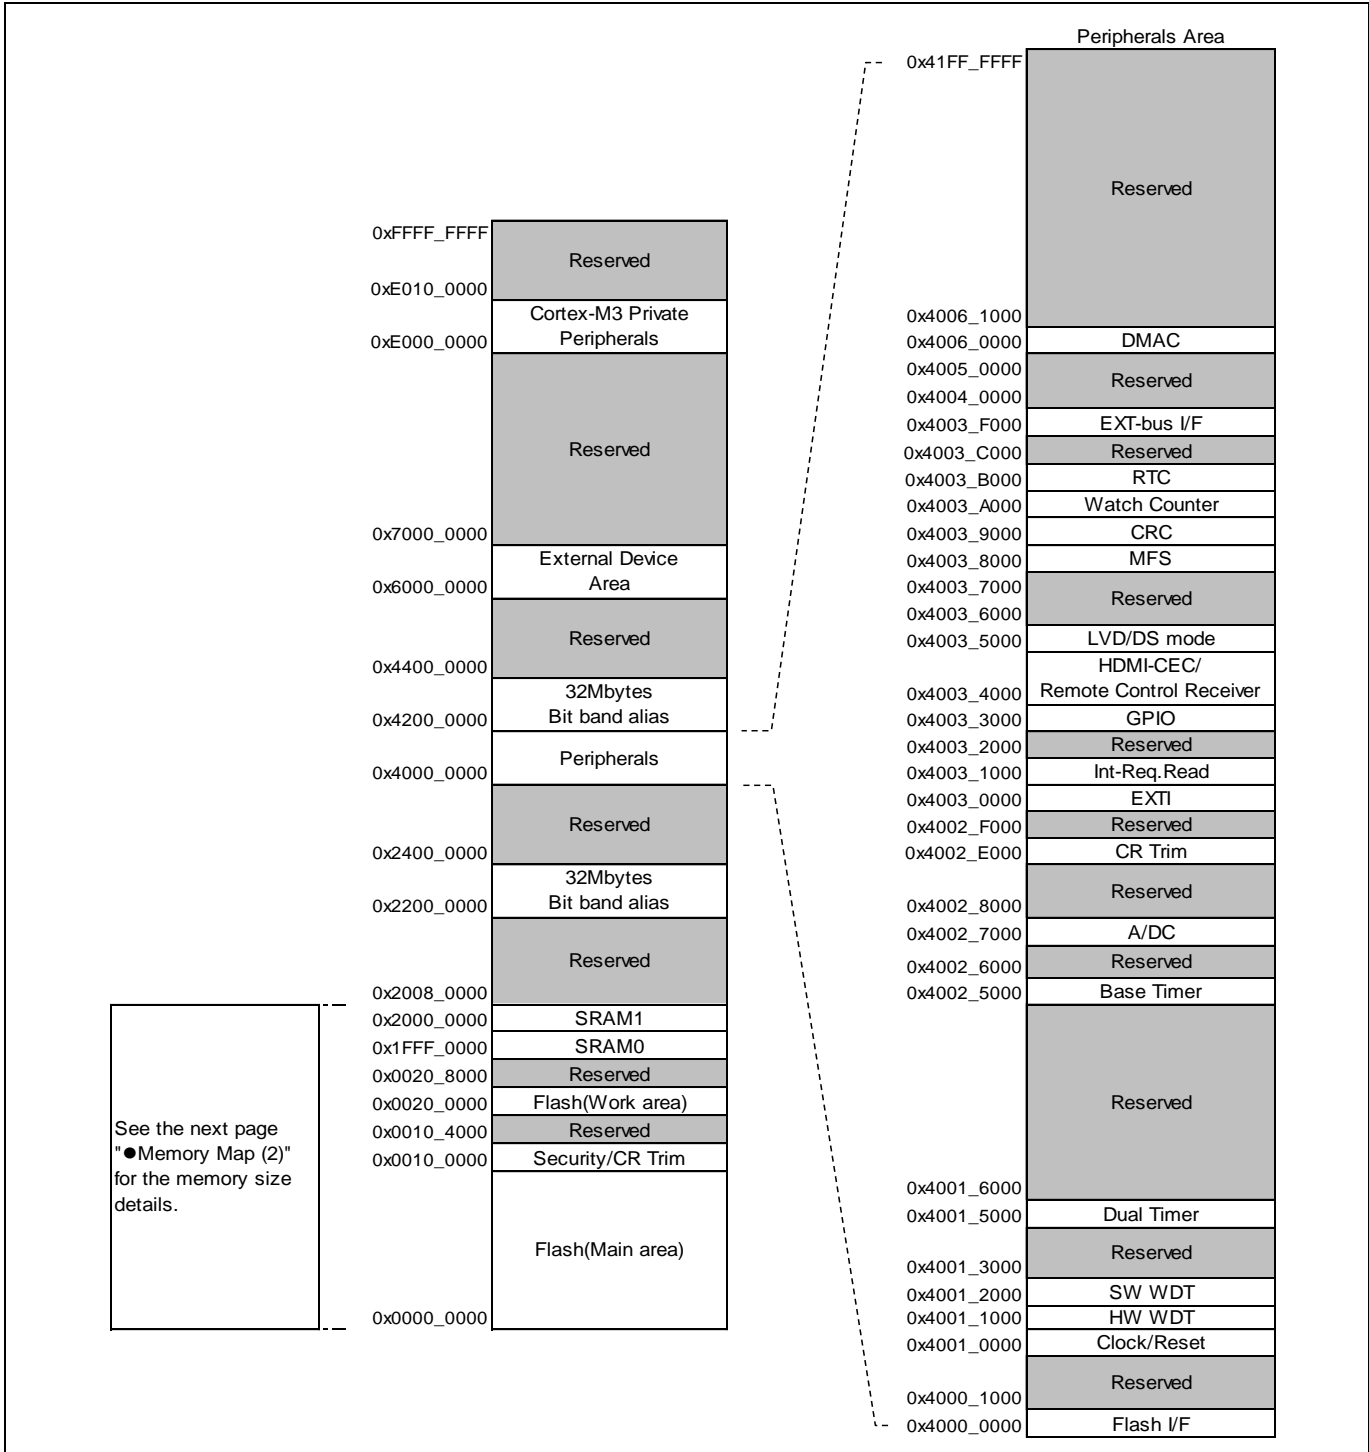 Peripherals Area
0x41FF_FFFF
Reserved
0x4006_1000
0x4006_0000 DMAC
0x4005_0000
Reserved
0x4004_0000
0x4003_F000 EXT-bus I/F
0x4003_C000 Reserved
0x4003_B000 RTC
0x4003_A000 Watch Counter
0x4003_9000 CRC
0x4003_8000 MFS
0x4003_7000
Reserved
0x4003_6000
0x4003_5000 LVD/DS mode
HDMI-CEC/
0x4003_4000 Remote Control Receiver
0x4003_3000 GPIO
0x4003_2000 Reserved
0x4003_1000 Int-Req.Read
0x4003_0000 EXTI
0x4002_F000 Reserved
0x4002_E000 CR Trim
Reserved
0x4002_8000
0x4002_7000 A/DC
0x4002_6000 Reserved
0x4002_5000 Base Timer
Reserved
0x4001_6000
0x4001_5000 Dual Timer
Reserved
0x4001_3000
0x4001_2000 SW WDT
0x4001_1000 HW WDT
0x4001_0000 Clock/Reset
Reserved
0x4000_1000
0x4000_0000 Flash I/F
0xFFFF_FFFF
Reserved
0xE010_0000
Cortex-M3 Private
0xE000_0000 Peripherals
Reserved
0x7000_0000
External Device
0x6000_0000 Area
Reserved
0x4400_0000
32Mbytes
0x4200_0000 Bit band alias
Peripherals
0x4000_0000
Reserved
0x2400_0000
32Mbytes
0x2200_0000 Bit band alias
Reserved
0x2008_0000
0x2000_0000 SRAM1
0x1FFF_0000 SRAM0
0x0020_8000 Reserved
0x0020_0000 Flash(Work area)
0x0010_4000 Reserved
0x0010_0000 Security/CR Trim
Flash(Main area)
0x0000_0000
See the next page
"●Memory Map (2)"
for the memory size
details.